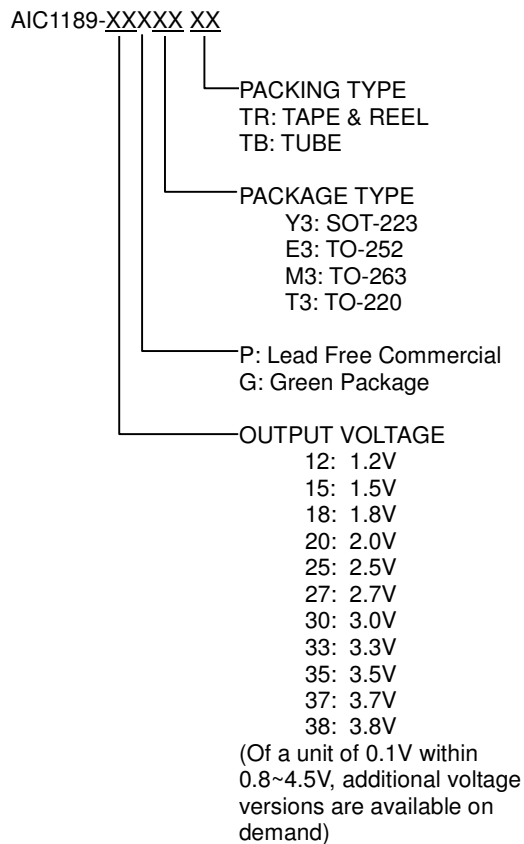 AIC1189-XXXXX XX
PACKING TYPE
TR: TAPE & REEL
TB: TUBE
PACKAGE TYPE
Y3: SOT-223
E3: TO-252
M3: TO-263
T3: TO-220
P: Lead Free Commercial
G: Green Package
OUTPUT VOLTAGE
12: 1.2V
15: 1.5V
18: 1.8V
20: 2.0V
25: 2.5V
27: 2.7V
30: 3.0V
33: 3.3V
35: 3.5V
37: 3.7V
38: 3.8V
(Of a unit of 0.1V within
0.8~4.5V, additional voltage
versions are available on
demand)